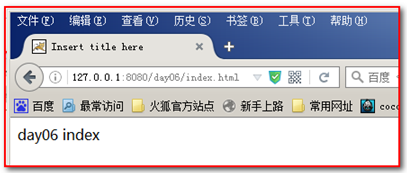 文件(F) 编辑(E) 查看(V) 历史(S) 书签(B) 工具(T) 帮助(H)
Insert title here
127.0.0.1:8080/day06/index.html 百度
百度 最常访问 火狐官方站点 新手上路 常用网址
day06 index